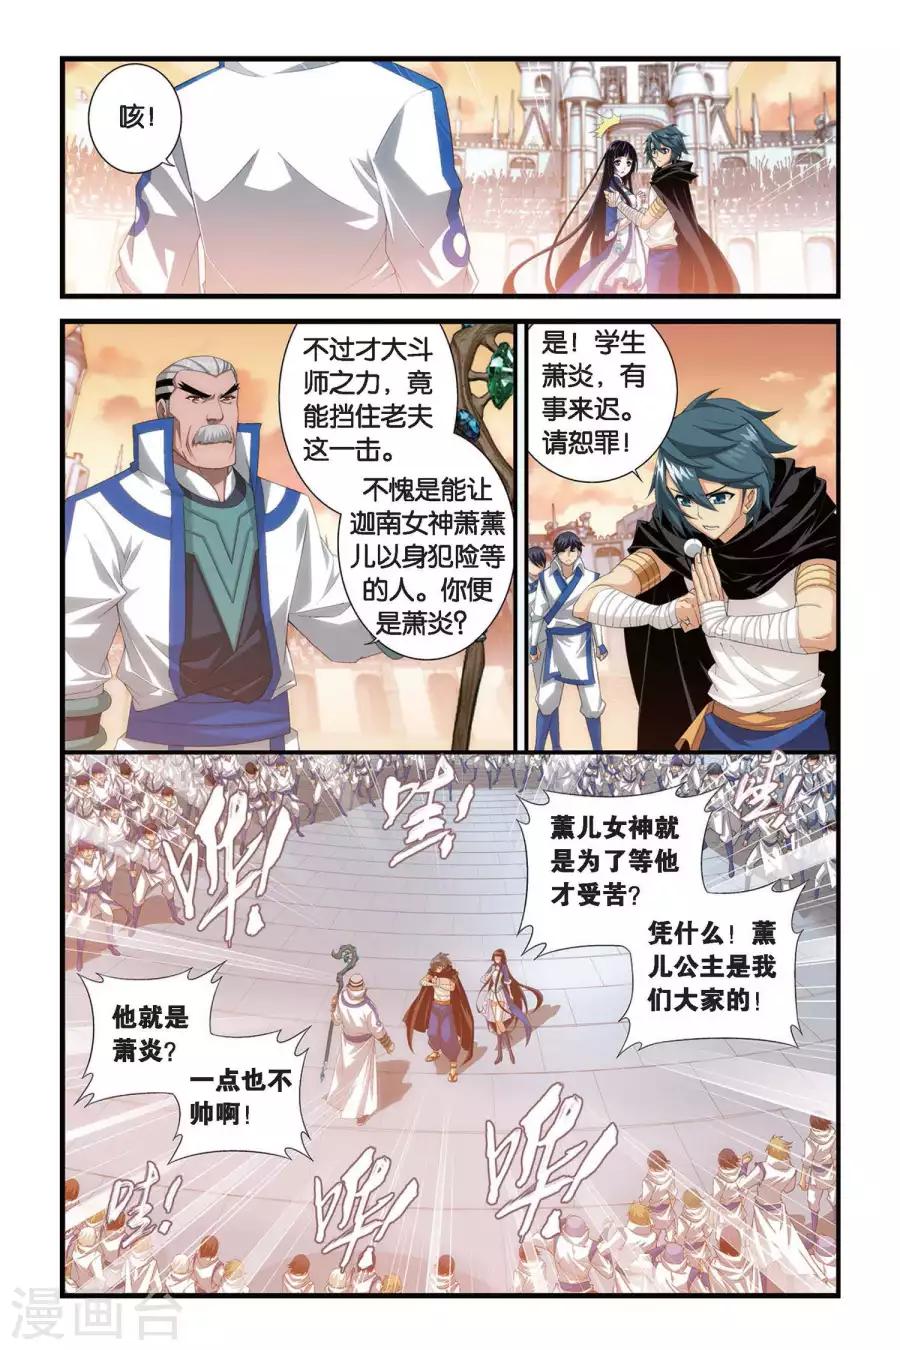 咳！
不过才大斗
师之力，竟
能挡住老夫
这一击。
不愧是能让
迦南女神萧薰
儿以身犯险等
的人。你便
是萧炎？
是！学生
萧炎，有
事来迟。
请恕罪！
哗！
哇！
哇！
薰儿女神就
是为了等他
才受苦？
凭什么！薰
儿公主是我
们大家的！
他就是
萧炎？
一点也不
帅啊！
哇！
哗！
哗！
漫画台